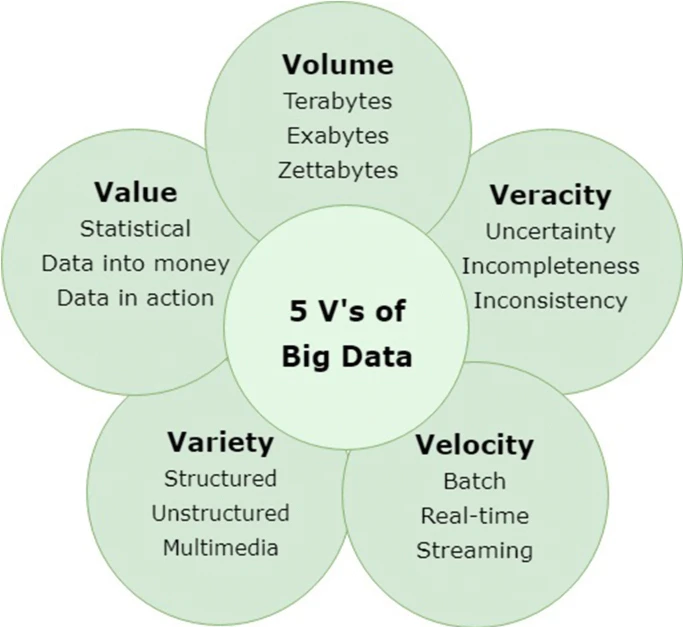 Volume
Terabytes
Exabytes
Zettabytes
Value
Statistical
Data into money
Data in action
Veracity
Uncertainty
Incompleteness
Inconsistency
5 V's of
Big Data
Variety
Structured
Unstructured
Multimedia
Velocity
Batch
Real-time
Streaming